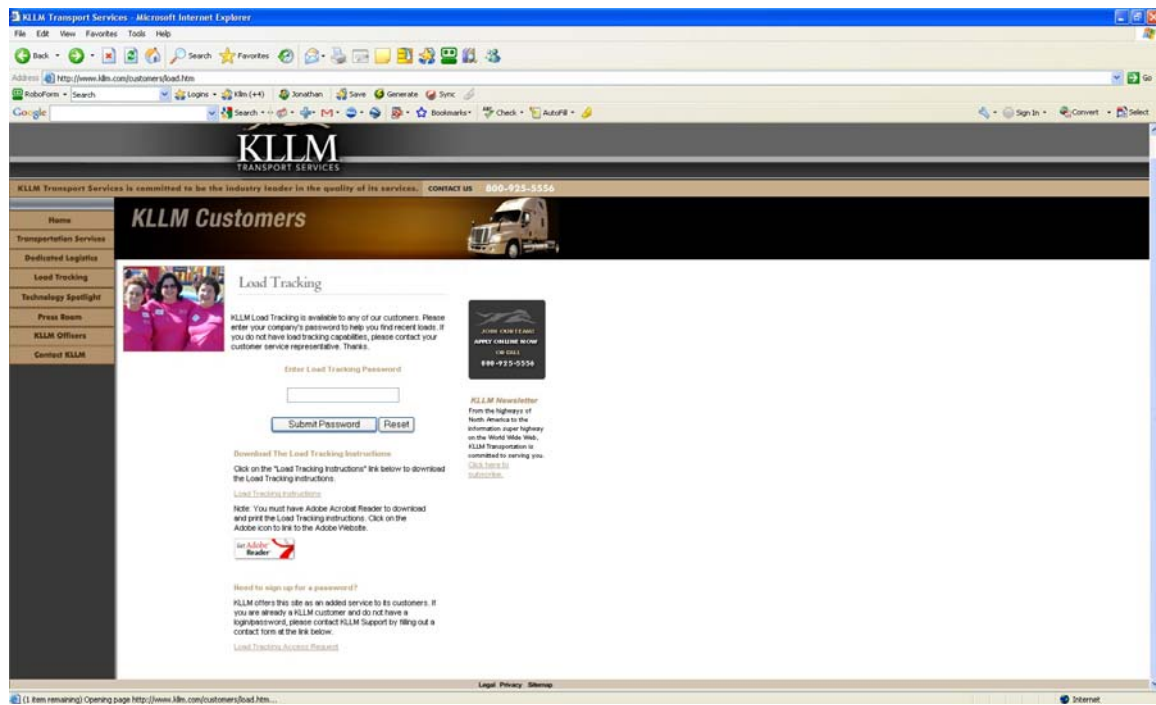 KLLM Transport Services - Microsoft Internet Explorer
File Edit View Favorites Tools Help
Back Search Favorites
Address http://www.kllm.com/customers/load.htm Go
RoboForm Search Logins Kllm (+4) Jonathan Save Generate Sync
Google Search Bookmarks Check AutoFill Sign In Convert Select
KLLM
TRANSPORT SERVICES
KLLM Transport Services is committed to be the industry leader in the quality of its services. CONTACT US 800-925-5556
KLLM Customers
Home
Transportation Services
Dedicated Logistics
Load Tracking
Technology Spotlight
Press Room
KLLM Officers
Contact KLLM
Load Tracking
KLLM Load Tracking is available to any of our customers. Please
enter your company's password to help you find recent loads. If
you do not have load tracking capabilities, please contact your
customer service representative. Thanks.
Enter Load Tracking Password
Submit Password Reset
Download The Load Tracking Instructions
Click on the "Load Tracking Instructions" link below to download
the Load Tracking instructions.
Load Tracking Instructions
Note: You must have Adobe Acrobat Reader to download
and print the Load Tracking instructions. Click on the
Adobe icon to link to the Adobe Website.
Get Adobe
Reader
Need to sign up for a password?
KLLM offers this site as an added service to its customers. If
you are already a KLLM customer and do not have a
login/password, please contact KLLM Support by filling out a
contact form at the link below.
Load Tracking Access Request
JOIN OUR TEAM!
APPLY ONLINE NOW
OR CALL
800-925-5556
KLLM Newsletter
From the highways of
North America to the
information super highway
on the World Wide Web,
KLLM Transportation is
committed to serving you.
Click here to
subscribe.
Legal Privacy Sitemap
(1 item remaining) Opening page http://www.kllm.com/customers/load.htm... Internet